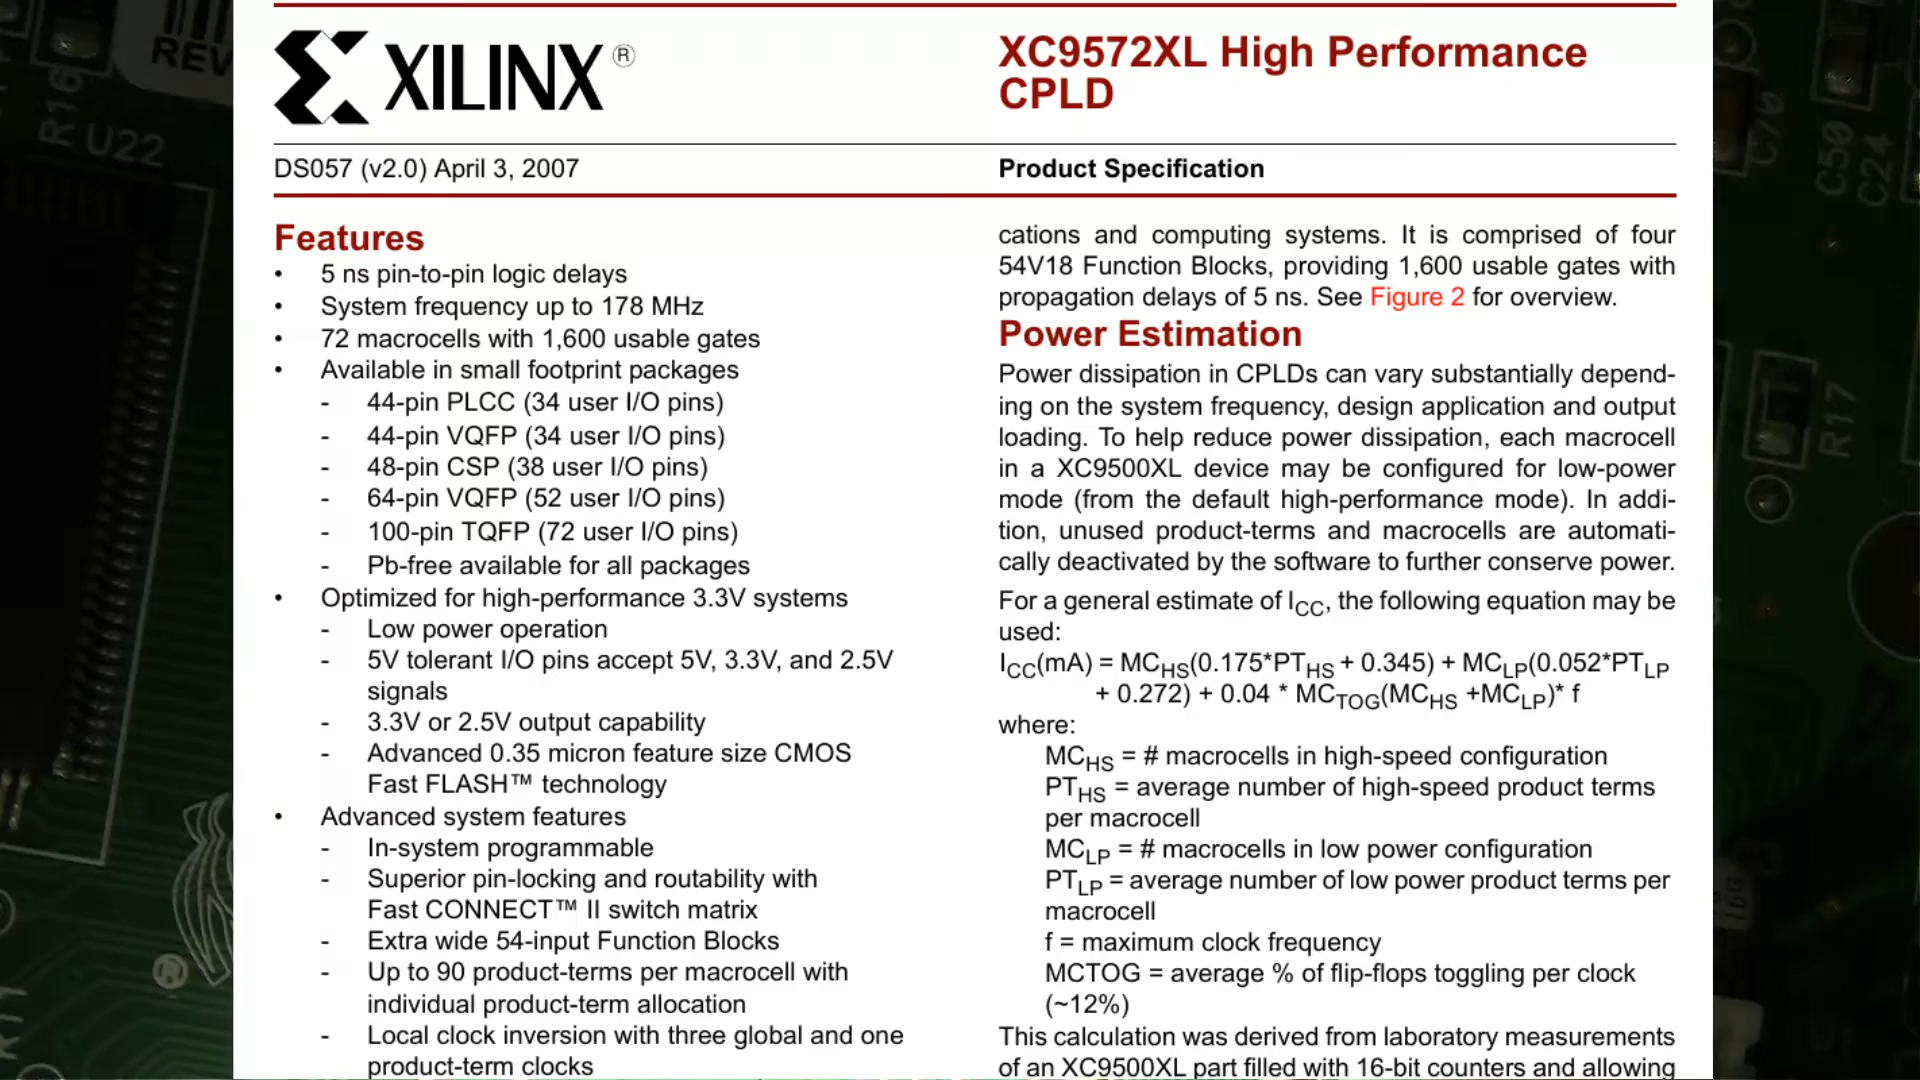 XILINX®
XC9572XL High Performance
CPLD
DS057 (v2.0) April 3, 2007
Product Specification
Features
• 5 ns pin-to-pin logic delays
• System frequency up to 178 MHz
• 72 macrocells with 1,600 usable gates
• Available in small footprint packages
- 44-pin PLCC (34 user I/O pins)
- 44-pin VQFP (34 user I/O pins)
- 48-pin CSP (38 user I/O pins)
- 64-pin VQFP (52 user I/O pins)
- 100-pin TQFP (72 user I/O pins)
- Pb-free available for all packages
• Optimized for high-performance 3.3V systems
- Low power operation
- 5V tolerant I/O pins accept 5V, 3.3V, and 2.5V
signals
- 3.3V or 2.5V output capability
- Advanced 0.35 micron feature size CMOS
Fast FLASH™ technology
• Advanced system features
- In-system programmable
- Superior pin-locking and routability with
Fast CONNECT™ II switch matrix
- Extra wide 54-input Function Blocks
- Up to 90 product-terms per macrocell with
individual product-term allocation
- Local clock inversion with three global and one
product-term clocks
cations and computing systems. It is comprised of four
54V18 Function Blocks, providing 1,600 usable gates with
propagation delays of 5 ns. See Figure 2 for overview.
Power Estimation
Power dissipation in CPLDs can vary substantially depend-
ing on the system frequency, design application and output
loading. To help reduce power dissipation, each macrocell
in a XC9500XL device may be configured for low-power
mode (from the default high-performance mode). In addi-
tion, unused product-terms and macrocells are automati-
cally deactivated by the software to further conserve power.
For a general estimate of ICC, the following equation may be
used:
ICC(mA) = MCHS(0.175*PTHS + 0.345) + MCLP(0.052*PTLP
+ 0.272) + 0.04 * MCTOG(MCHS +MCLP)* f
where:
MCHS = # macrocells in high-speed configuration
PTHS = average number of high-speed product terms
per macrocell
MCLP = # macrocells in low power configuration
PTLP = average number of low power product terms per
macrocell
f = maximum clock frequency
MCTOG = average % of flip-flops toggling per clock
(~12%)
This calculation was derived from laboratory measurements
of an XC9500XL part filled with 16-bit counters and allowing
REV
R16
U22
C50
C24
R17
®